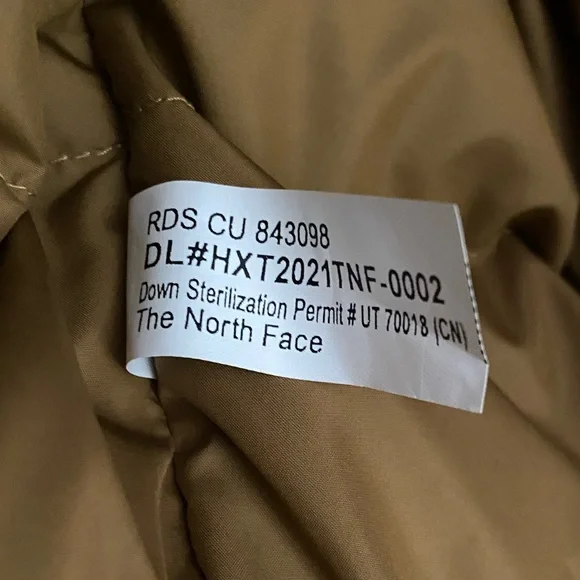 RDS CU 843098
DL#HXT2021TNF-0002
Down Sterilization Permit # UT 70018 (CN)
The North Face